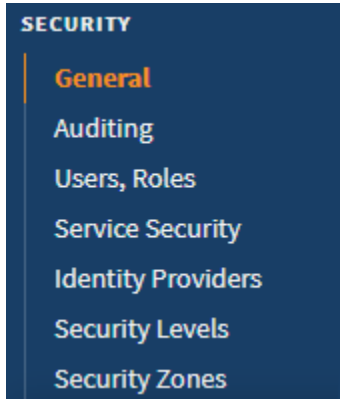 SECURITY
General
Auditing
Users, Roles
Service Security
Identity Providers
Security Levels
Security Zones